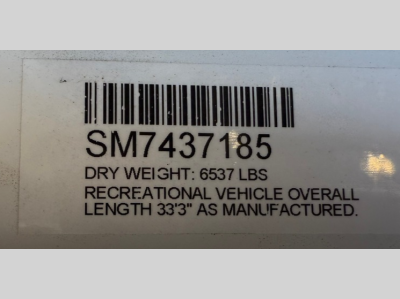 SM7437185
DRY WEIGHT: 6537 LBS
RECREATIONAL VEHICLE OVERALL
LENGTH 33'3" AS MANUFACTURED.